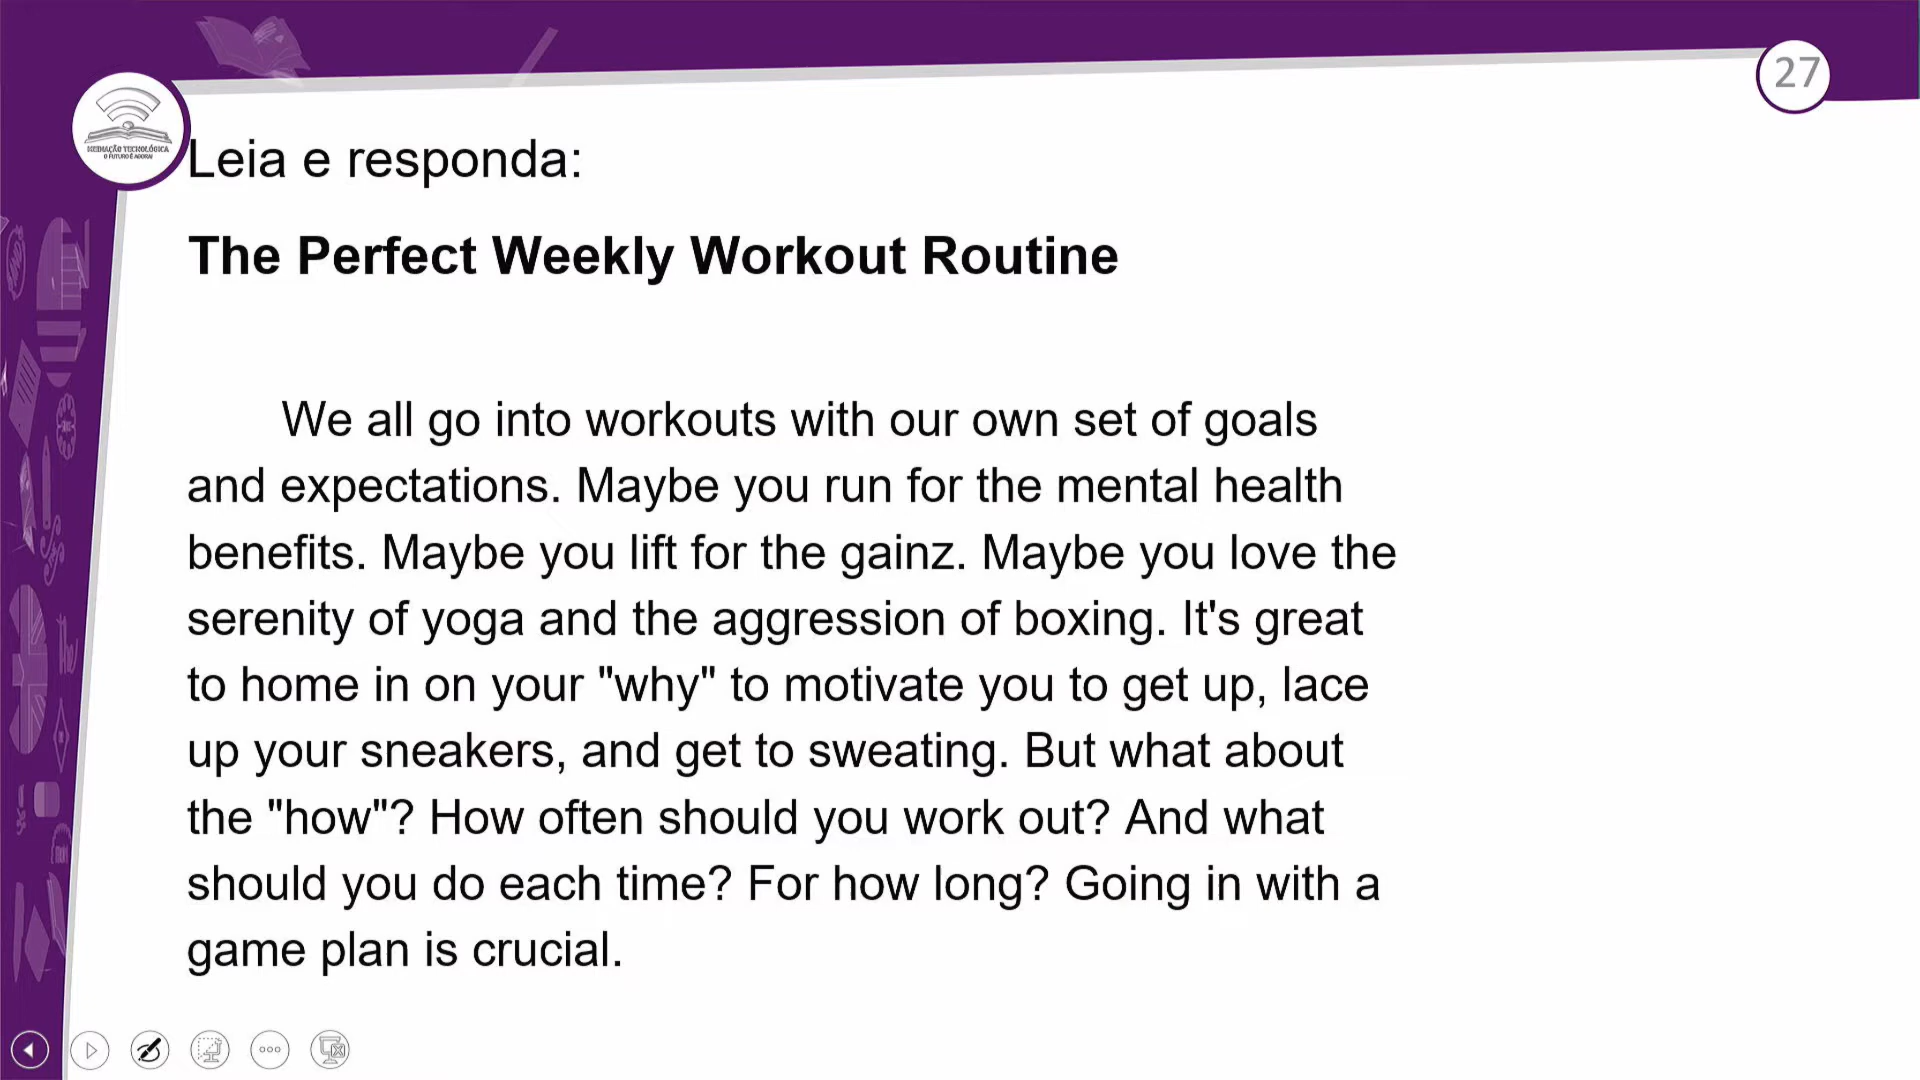 27
MEDIAÇÃO TECNOLÓGICA
O FUTURO É AGORA!
Leia e responda:
The Perfect Weekly Workout Routine
We all go into workouts with our own set of goals
and expectations. Maybe you run for the mental health
benefits. Maybe you lift for the gainz. Maybe you love the
serenity of yoga and the aggression of boxing. It's great
to home in on your "why" to motivate you to get up, lace
up your sneakers, and get to sweating. But what about
the "how"? How often should you work out? And what
should you do each time? For how long? Going in with a
game plan is crucial.